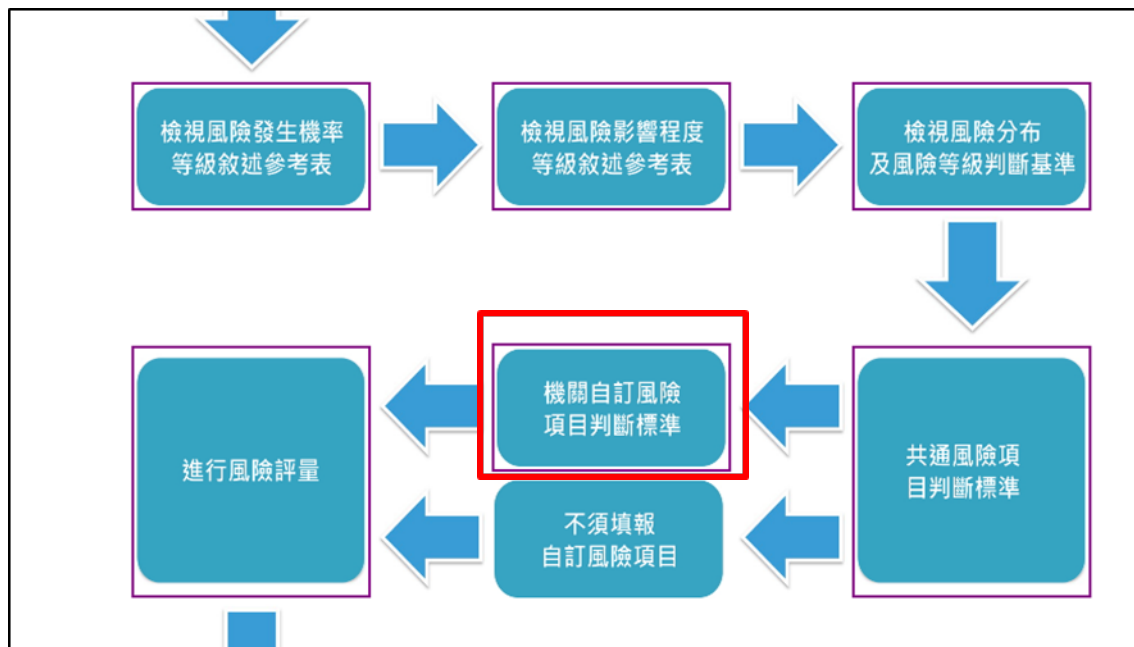 檢視風險發生機率
等級敘述參考表
檢視風險影響程度
等級敘述參考表
檢視風險分布
及風險等級判斷基準
共通風險項
目判斷標準
機關自訂風險
項目判斷標準
不須填報
自訂風險項目
進行風險評量